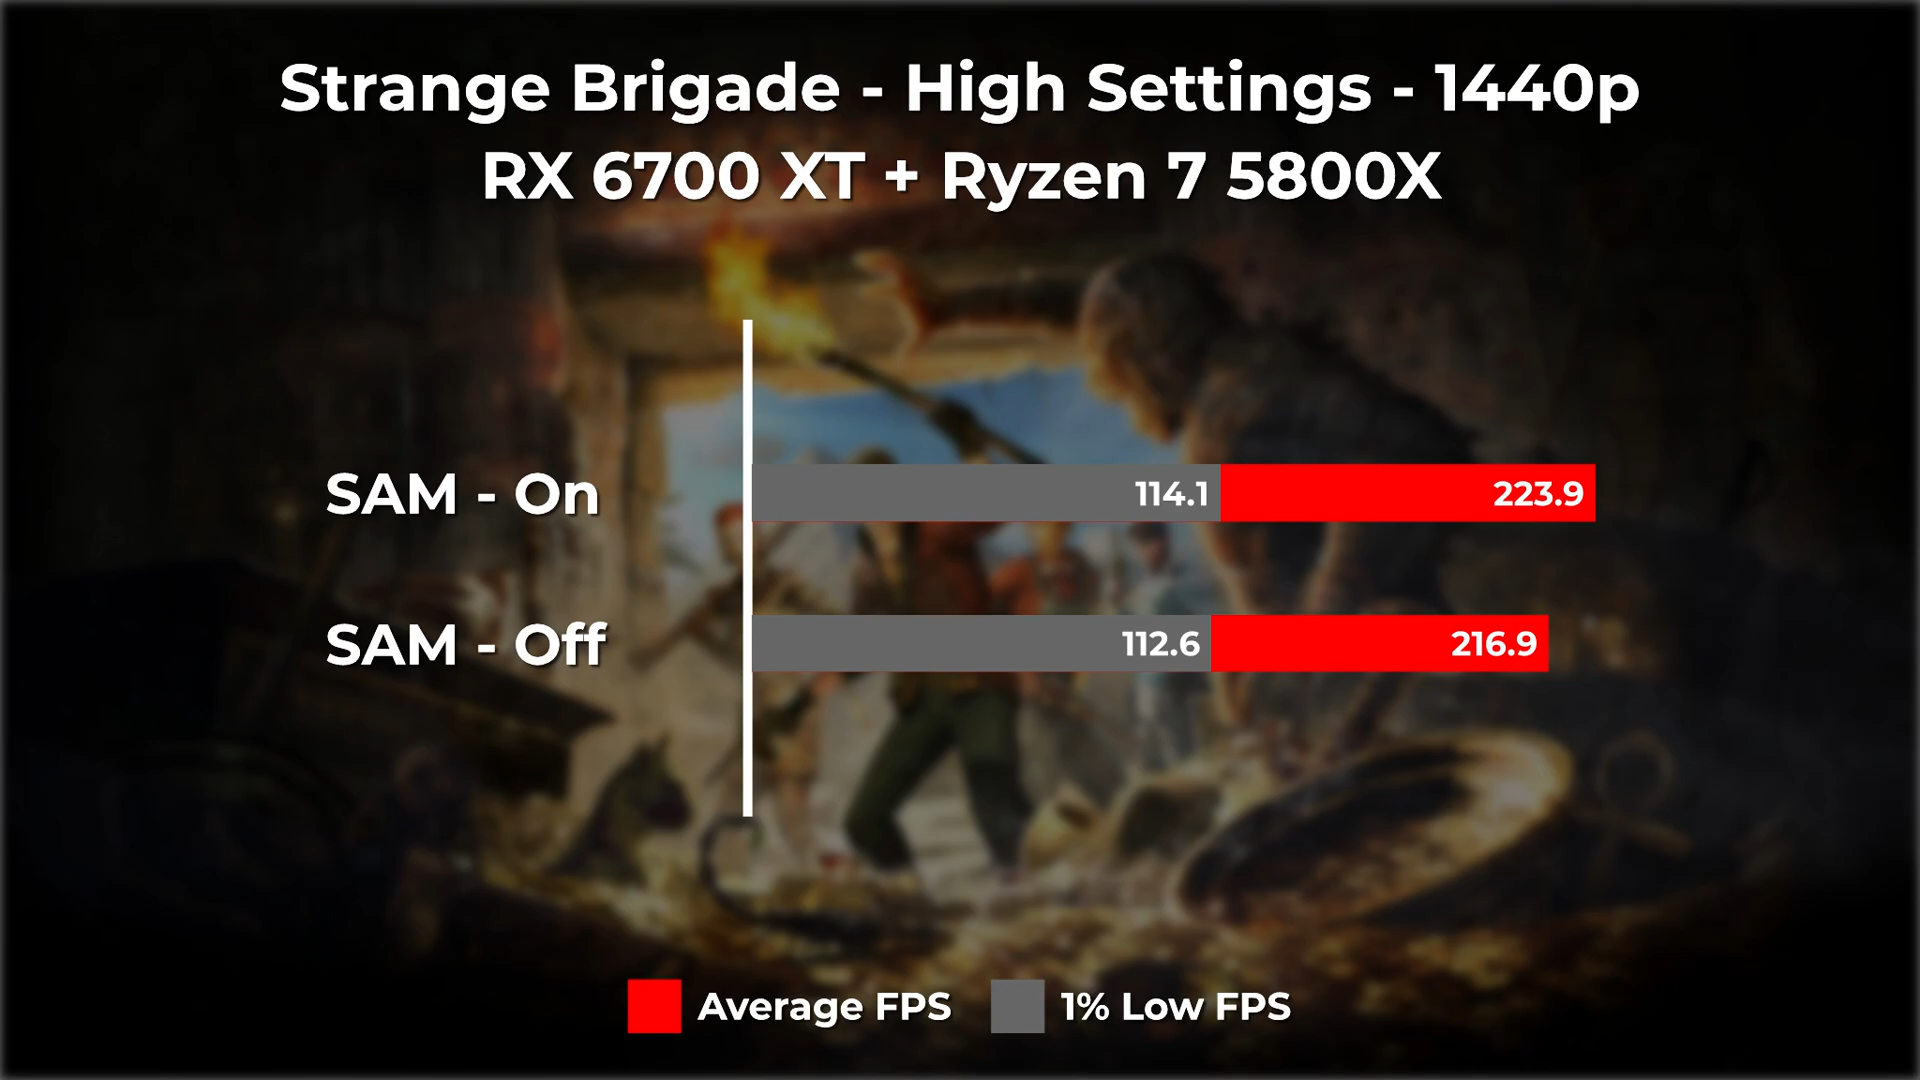 Strange Brigade - High Settings - 1440p
RX 6700 XT + Ryzen 7 5800X
SAM - On 114.1 223.9
SAM - Off 112.6 216.9
Average FPS 1% Low FPS